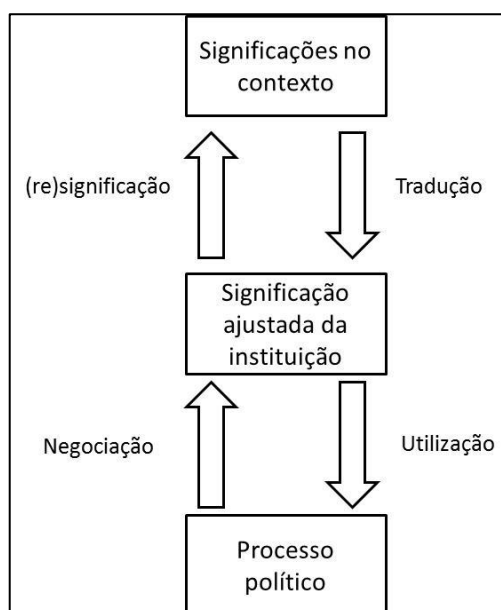 Significações no
contexto
(re)significação
Tradução
Significação
ajustada da
instituição
Negociação
Utilização
Processo
político